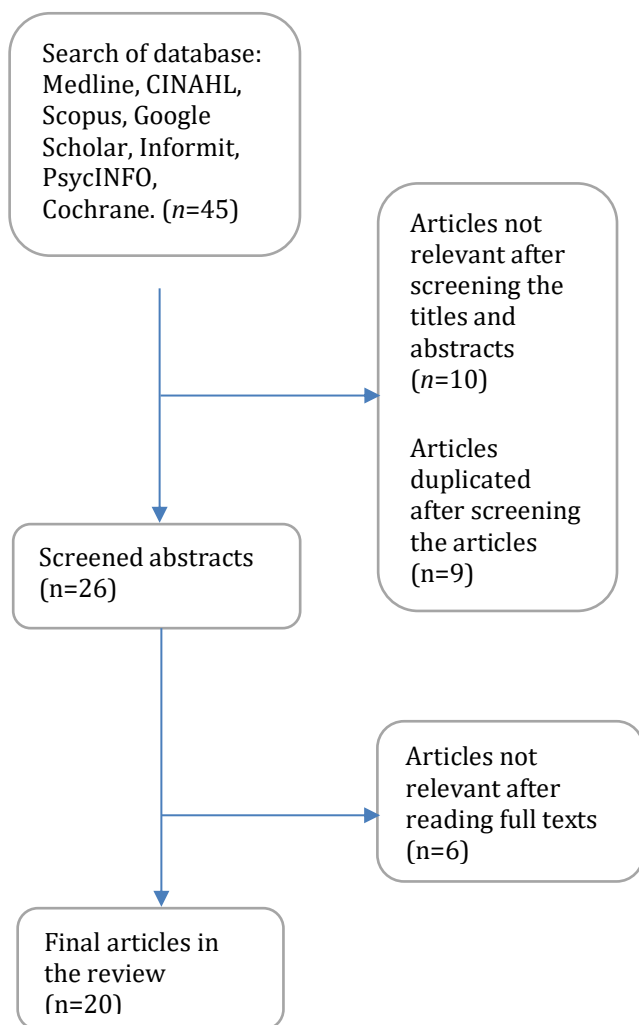 Search of database:
Medline, CINAHL,
Scopus, Google
Scholar, Informit,
PsycINFO,
Cochrane. (n=45)
Articles not
relevant after
screening the
titles and
abstracts
(n=10)
Articles
duplicated
after screening
the articles
(n=9)
Screened abstracts
(n=26)
Articles not
relevant after
reading full texts
(n=6)
Final articles in
the review
(n=20)